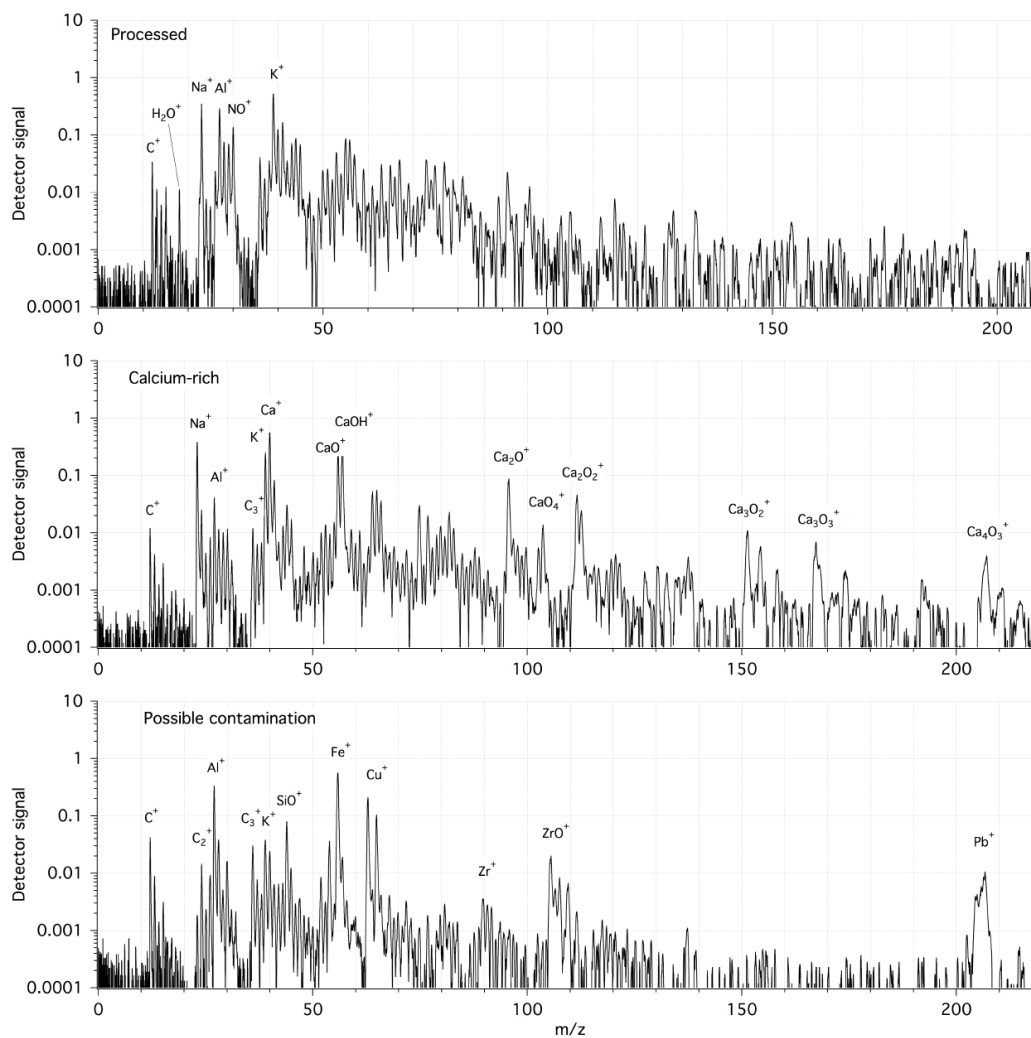 Processed
Detector signal
10
1
0.1
0.01
0.001
0.0001
C⁺
H₂O⁺
Na⁺ Al⁺
NO⁺
K⁺
0 50 100 150 200
Calcium-rich
Detector signal
10
1
0.1
0.01
0.001
0.0001
C⁺
Na⁺
Al⁺
C₃⁺
K⁺
Ca⁺
CaO⁺
CaOH⁺
Ca₂O⁺
CaO₄⁺
Ca₂O₂⁺
Ca₃O₂⁺
Ca₃O₃⁺
Ca₄O₃⁺
0 50 100 150 200
Possible contamination
Detector signal
10
1
0.1
0.01
0.001
0.0001
C⁺
C₂⁺
Al⁺
C₃⁺ K⁺
SiO⁺
Fe⁺
Cu⁺
Zr⁺
ZrO⁺
Pb⁺
0 50 100 150 200
m/z